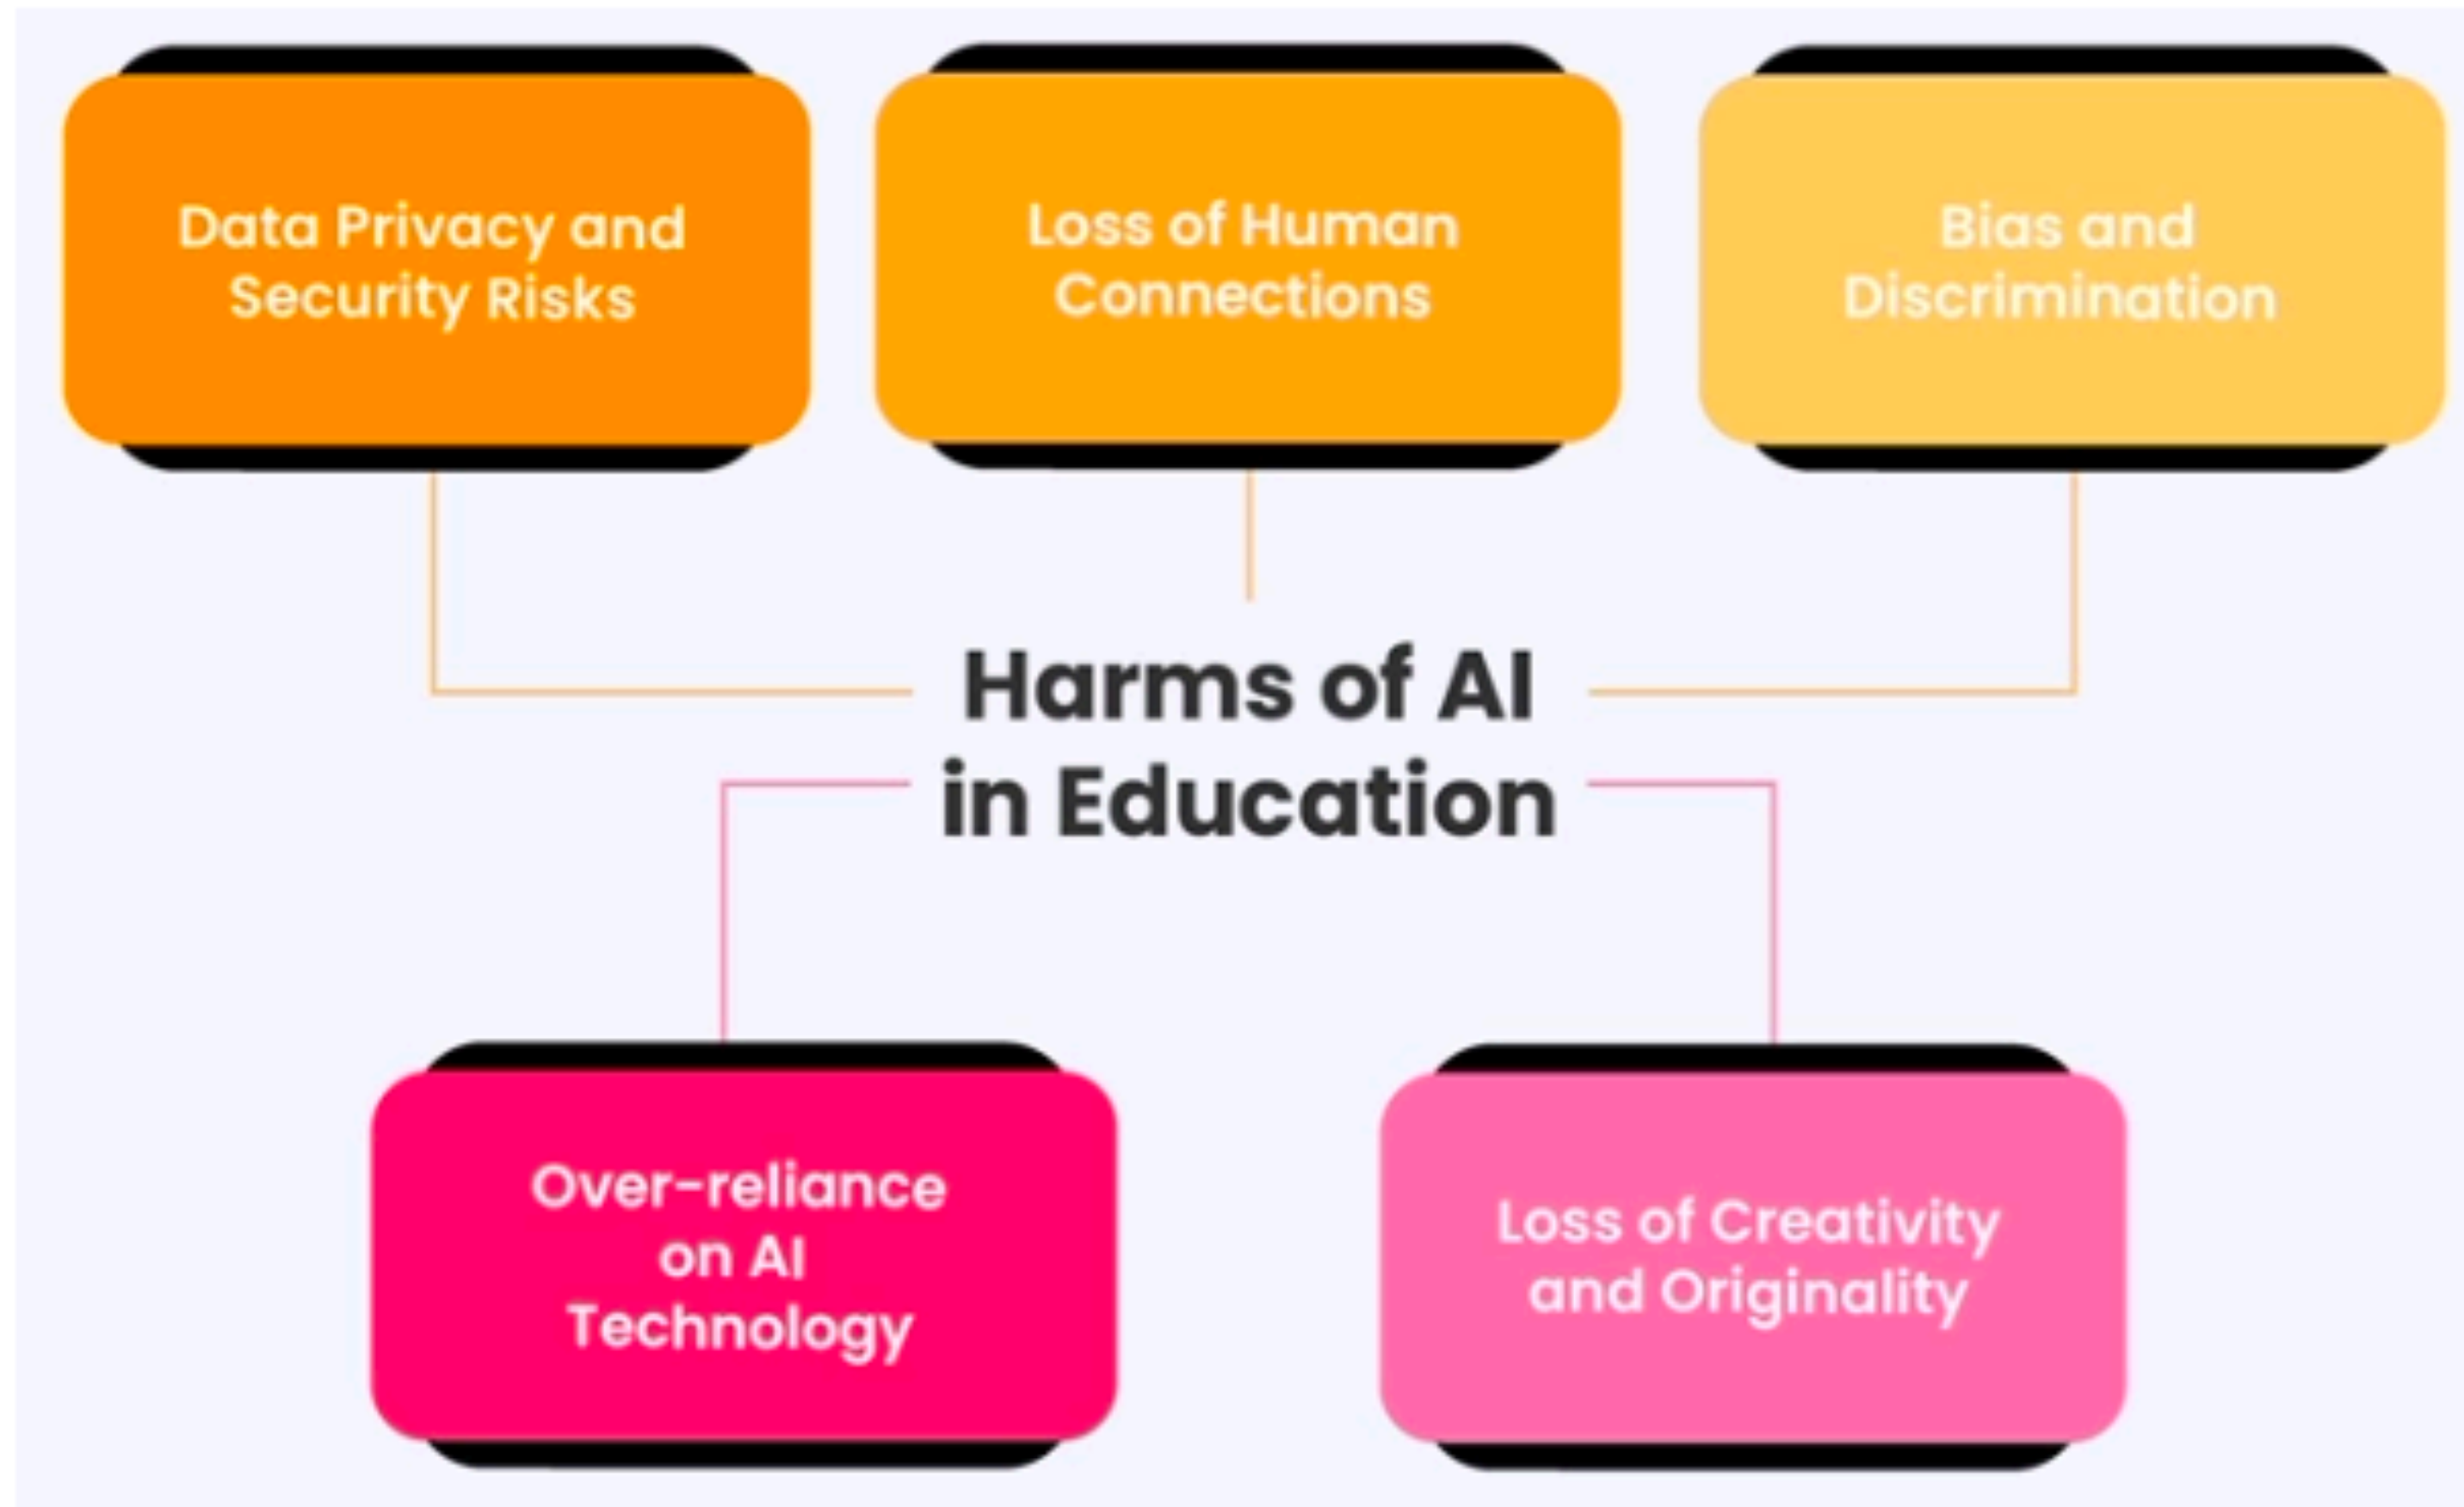 Data Privacy and
Security Risks
Loss of Human
Connections
Bias and
Discrimination
Harms of AI
in Education
Over-reliance
on AI
Technology
Loss of Creativity
and Originality